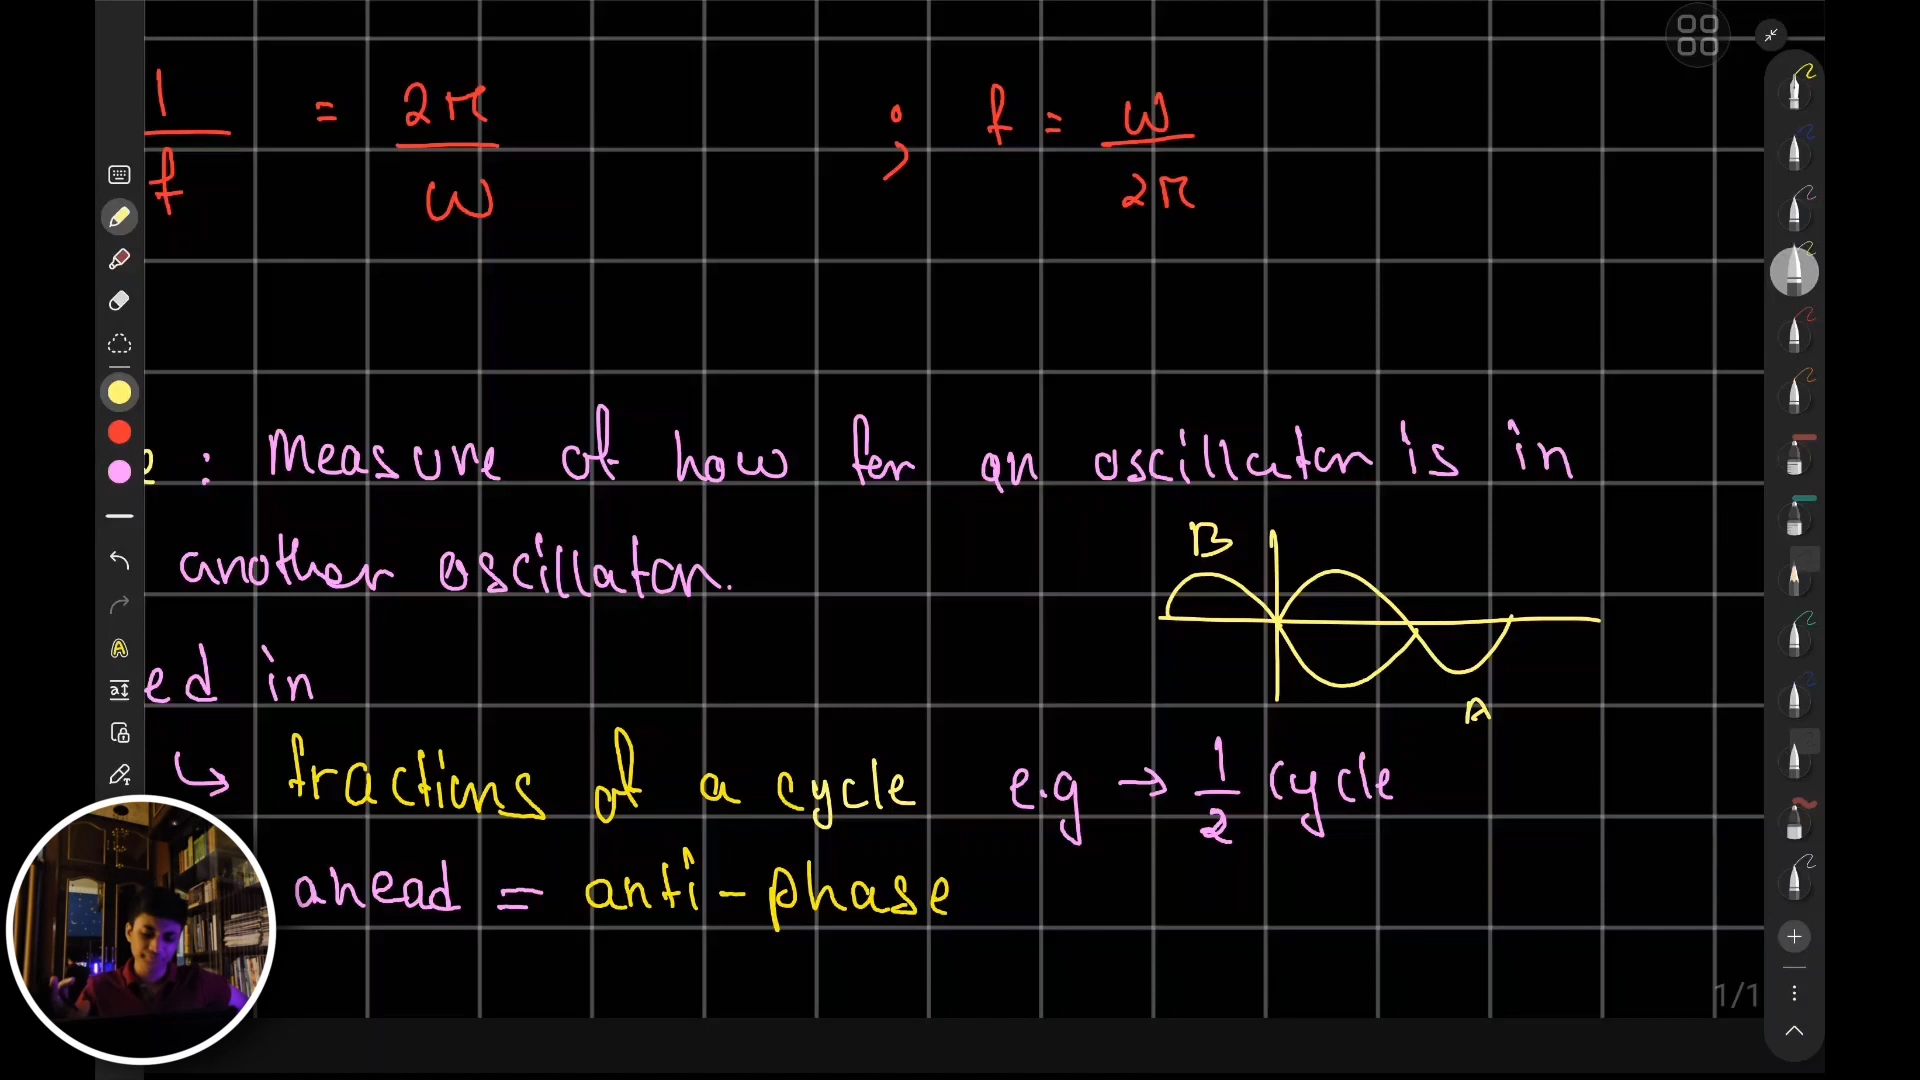 1/f = 2π/ω ; f = ω/2π
e : Measure of how far an oscillator is in
another oscillator.
B
ed in
A
↳ fractions of a cycle e.g → 1/2 cycle
ahead = anti-phase
1/1